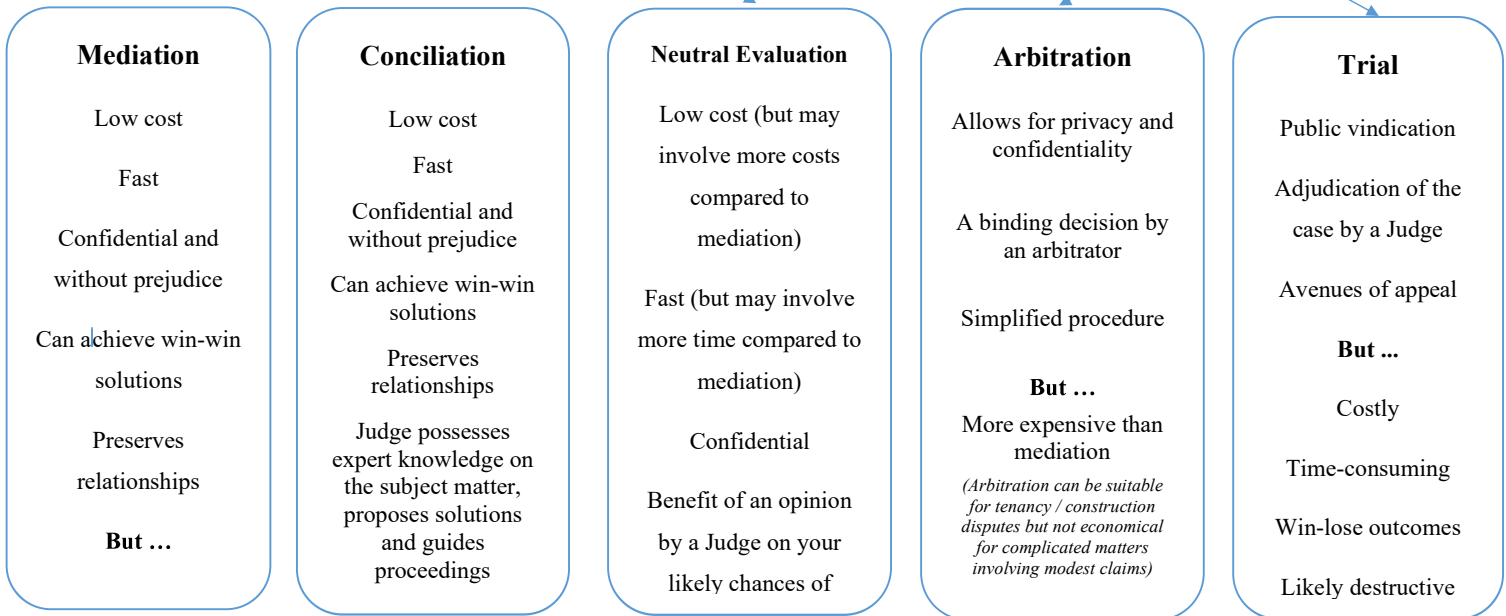 Mediation
Low cost
Fast
Confidential and
without prejudice
Can achieve win-win
solutions
Preserves
relationships
But …
Conciliation
Low cost
Fast
Confidential and
without prejudice
Can achieve win-win
solutions
Preserves
relationships
Judge possesses
expert knowledge on
the subject matter,
proposes solutions
and guides
proceedings
Neutral Evaluation
Low cost (but may
involve more costs
compared to
mediation)
Fast (but may involve
more time compared to
mediation)
Confidential
Benefit of an opinion
by a Judge on your
likely chances of
Arbitration
Allows for privacy and
confidentiality
A binding decision by
an arbitrator
Simplified procedure
But …
More expensive than
mediation
(Arbitration can be suitable
for tenancy / construction
disputes but not economical
for complicated matters
involving modest claims)
Trial
Public vindication
Adjudication of the
case by a Judge
Avenues of appeal
But ...
Costly
Time-consuming
Win-lose outcomes
Likely destructive